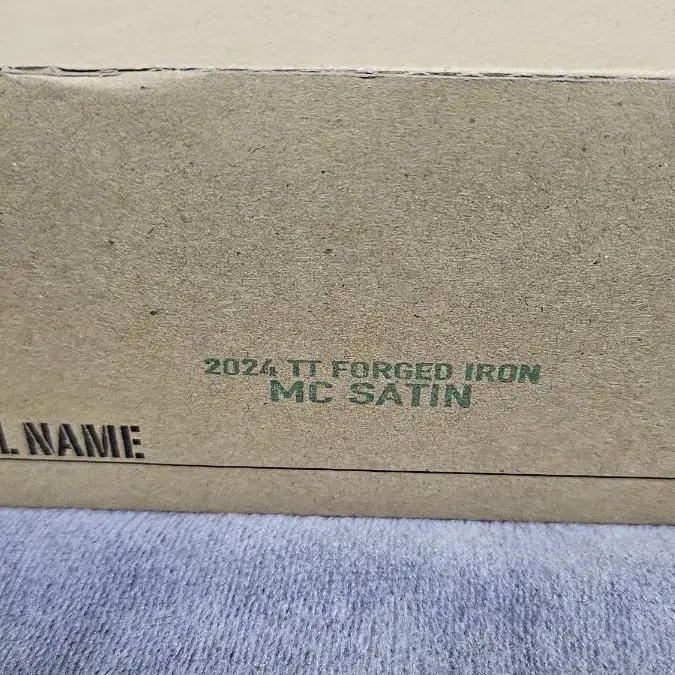 2024 TT FORGED IRON
MC SATIN
NAME